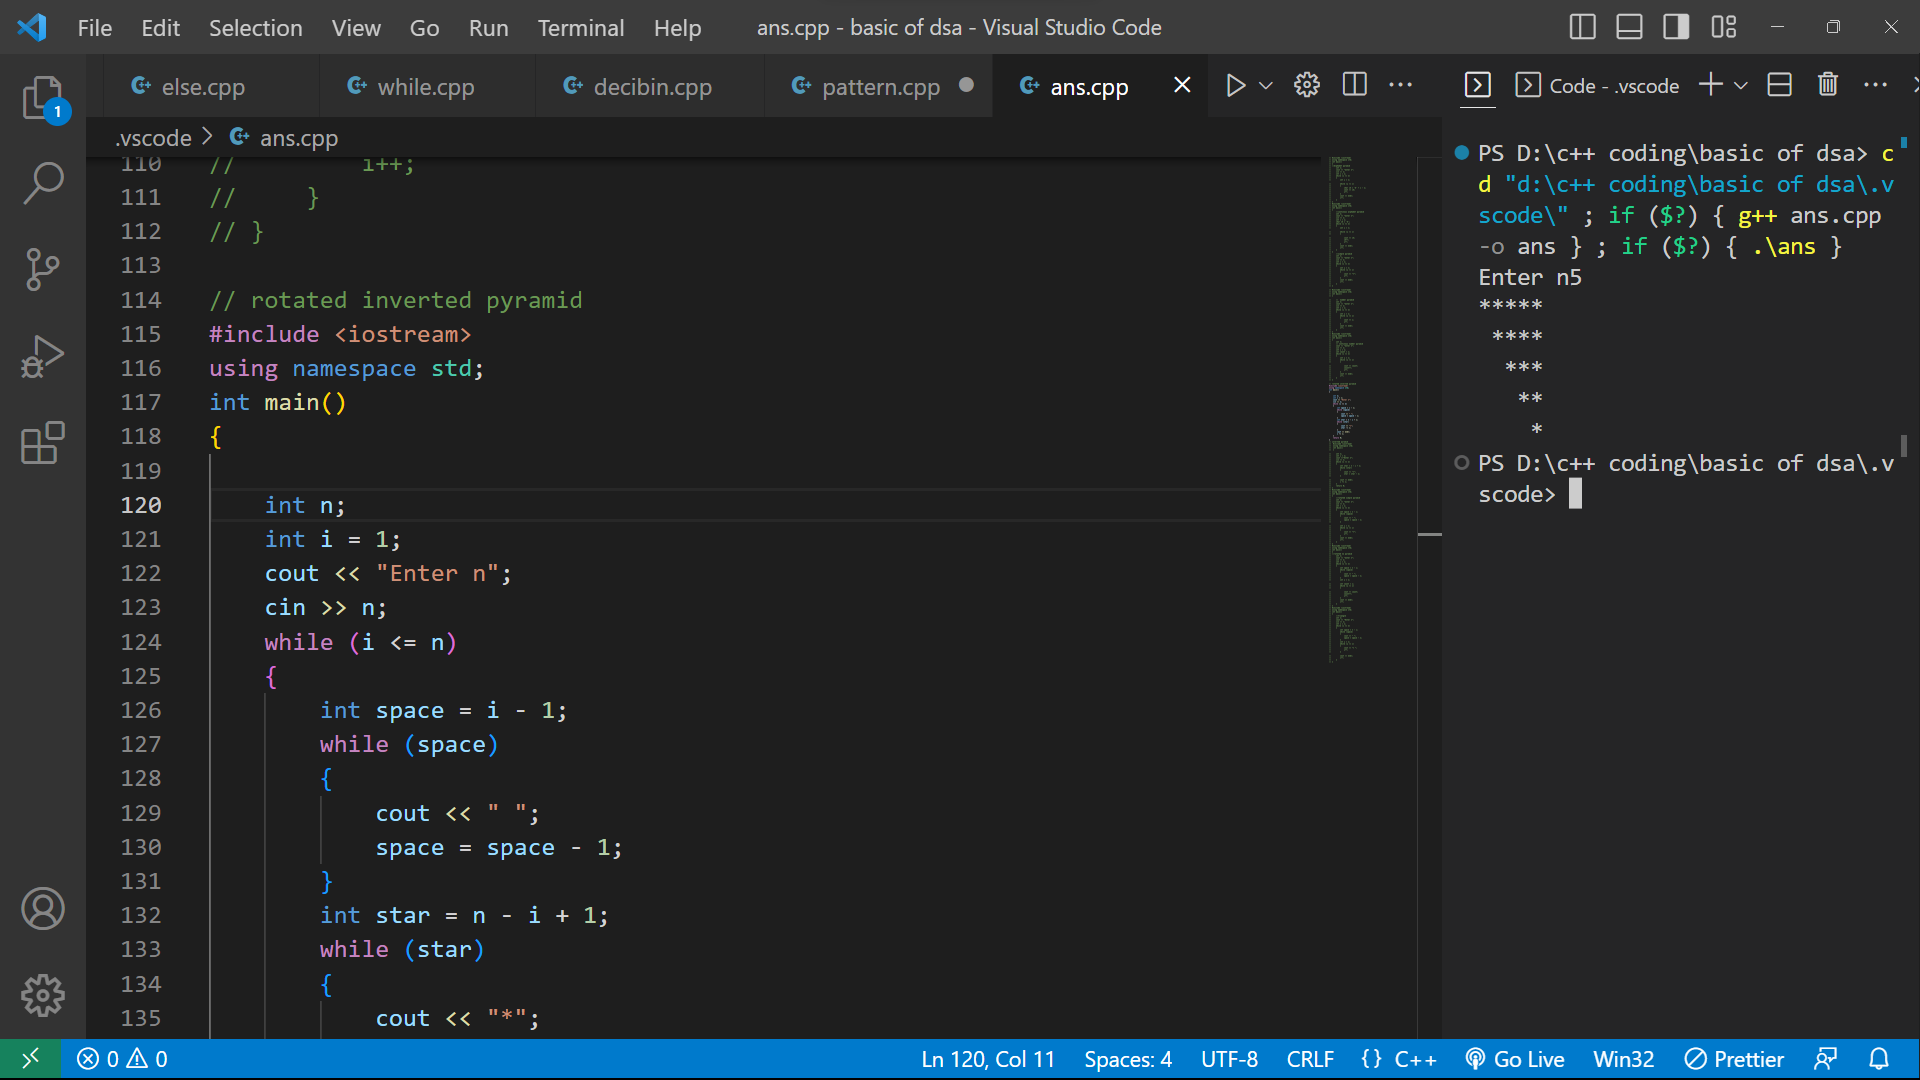 File Edit Selection View Go Run Terminal Help ans.cpp - basic of dsa - Visual Studio Code
else.cpp while.cpp decibin.cpp pattern.cpp ans.cpp
.vscode > ans.cpp
1
110 // i++;
111 // }
112 // }
113
114 // rotated inverted pyramid
115 #include <iostream>
116 using namespace std;
117 int main()
118 {
119
120 int n;
121 int i = 1;
122 cout << "Enter n";
123 cin >> n;
124 while (i <= n)
125 {
126 int space = i - 1;
127 while (space)
128 {
129 cout << " ";
130 space = space - 1;
131 }
132 int star = n - i + 1;
133 while (star)
134 {
135 cout << "*";
Code - .vscode
PS D:\c++ coding\basic of dsa> c
d "d:\c++ coding\basic of dsa\.v
scode\" ; if ($?) { g++ ans.cpp
-o ans } ; if ($?) { .\ans }
Enter n5
*****
 ****
  ***
   **
    *
PS D:\c++ coding\basic of dsa\.v
scode>
0 0 Ln 120, Col 11 Spaces: 4 UTF-8 CRLF {} C++ Go Live Win32 Prettier